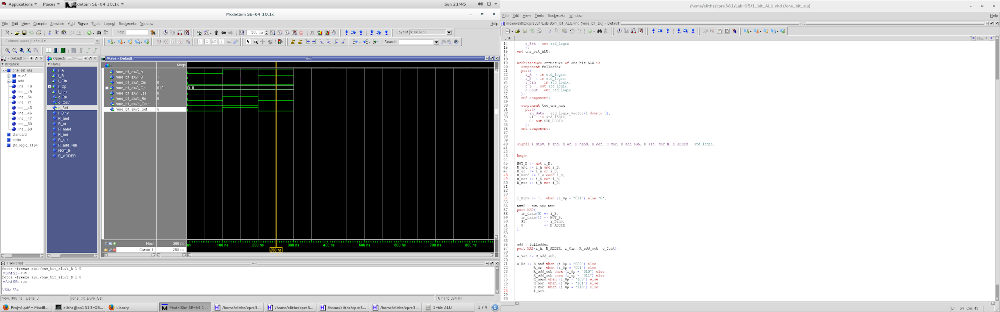 Applications Places ModelSim SE-64 10.1c Sun 21:45
ModelSim SE-64 10.1c
File Edit View Compile Simulate Add Wave Tools Layout Bookmarks Window Help
Help 100 ns Layout Simulate
ColumnLayout Default Search:
- Default
Instance
one_bit_alu
mux2
add
line__48
line__49
line__54
line__71
line__45
line__46
line__47
line__50
line__69
standard
textio
std_logic_1164
Objects
Name
i_A
i_B
i_Cin
i_Op
i_Les
o_Re
o_Cout
o_Set
i_Binv
R_and
R_or
R_nand
R_nor
R_xor
R_add_sub
NOT_B
B_ADDER
Wave - Default
Msgs
/one_bit_alu/i_A 1
/one_bit_alu/i_B 1
/one_bit_alu/i_Cin 0
/one_bit_alu/i_Op 010 010
/one_bit_alu/i_Les 0
/one_bit_alu/o_Re 0
/one_bit_alu/o_Cout 1
/one_bit_alu/o_Set 0
Now 300 ns ns 100 ns 200 ns 300 ns 400 ns 500 ns 600 ns 700 ns 800 ns
Cursor 1 250 ns 250 ns
Transcript
force -freeze sim:/one_bit_alu/i_A 1 0
VSIM 53> run
force -freeze sim:/one_bit_alu/i_B 1 0
VSIM 55> run
VSIM 56>
Now: 300 ns Delta: 0 /one_bit_alu/o_Set 0 ns to 864 ns
Proj-A.pdf - Mozill... elithz@co1313-05... Library ModelSim SE-64 1... /home/elithz/cpre3... /home/elithz/cpre3... /home/elithz/cpre3... /home/elithz/cpre3... 1-bit ALU 1 / 4 1
/home/elithz/cpre381/Lab-05/1_bit_ALU.vhd (/one_bit_alu)
File Edit View Tools Bookmarks Window Help
/home/elithz/cpre381/Lab-05/1_bit_ALU.vhd (/one_bit_alu) - Default
Ln# Now
14 o_Set : out std_logic
15 );
16 end one_bit_ALU;
17
18
19 architecture structure of one_bit_ALU is
20 component fulladder
21 port(
22 i_A : in std_logic;
23 i_B : in std_logic;
24 i_Cin : in std_logic;
25 o_S : out std_logic;
26 o_Cout :out std_logic
27 );
28 end component;
29
30 component two_one_mux
31 port(
32 in_data : std_logic_vector(1 downto 0);
33 S1 : in std_logic;
34 O: out STD_LOGIC
35 );
36 end component;
37
38
39
40 signal i_Binv, R_and, R_or, R_nand, R_nor, R_xor, R_add_sub, R_slt, NOT_B, B_ADDER : std_logic;
41
42
43 begin
44
45 NOT_B <= not i_B;
46 R_and <= i_A and i_B;
47 R_or <= i_A or i_B;
48 R_nand <= i_A nand i_B;
49 R_nor <= i_A nor i_B;
50 R_xor <= i_A xor i_B;
51
52
53
54 i_Binv <= '1' when (i_Op = "011") else '0';
55
56 mux2 : two_one_mux
57 port MAP(
58 in_data(0) => i_B,
59 in_data(1) => NOT_B,
60 S1 => i_Binv,
61 O => B_ADDER
62 );
63
64
65
66 add : fulladder
67 port MAP(i_A, B_ADDER, i_Cin, R_add_sub, o_Cout);
68
69 o_Set <= R_add_sub;
70
71 o_Re <= R_and when (i_Op = "000") else
72 R_or when (i_Op = "001") else
73 R_add_sub when (i_Op = "010") else
74 R_add_sub when (i_op = "011") else
75 R_nand when (i_Op = "100") else
76 R_nor when (i_Op = "101") else
77 R_xor when (i_Op = "110") else
78 i_Les;
79
80
Ln: 54 Col: 43